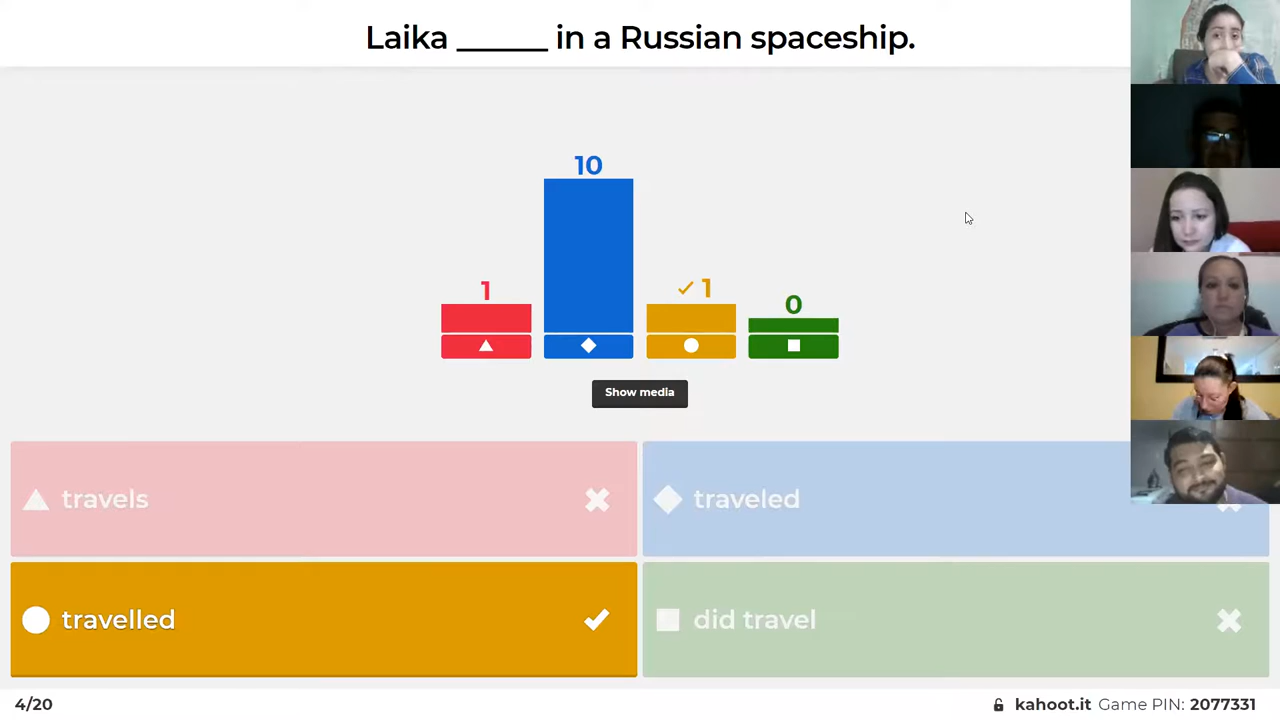 Laika ______ in a Russian spaceship.
1
10
1
0
Show media
travels
traveled
travelled
did travel
4/20
kahoot.it Game PIN: 2077331